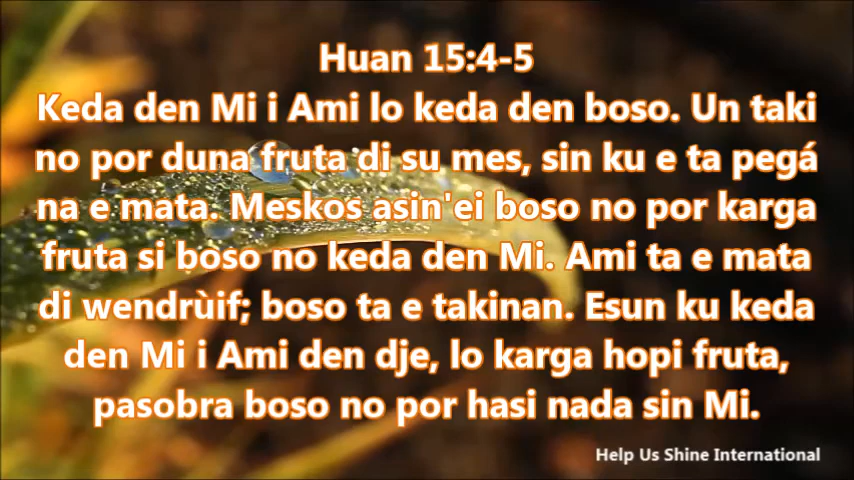 Huan 15:4-5
Keda den Mi i Ami lo keda den boso. Un taki
no por duna fruta di su mes, sin ku e ta pegá
na e mata. Meskos asin'ei boso no por karga
fruta si boso no keda den Mi. Ami ta e mata
di wendrùif; boso ta e takinan. Esun ku keda
den Mi i Ami den dje, lo karga hopi fruta,
pasobra boso no por hasi nada sin Mi.
Help Us Shine International